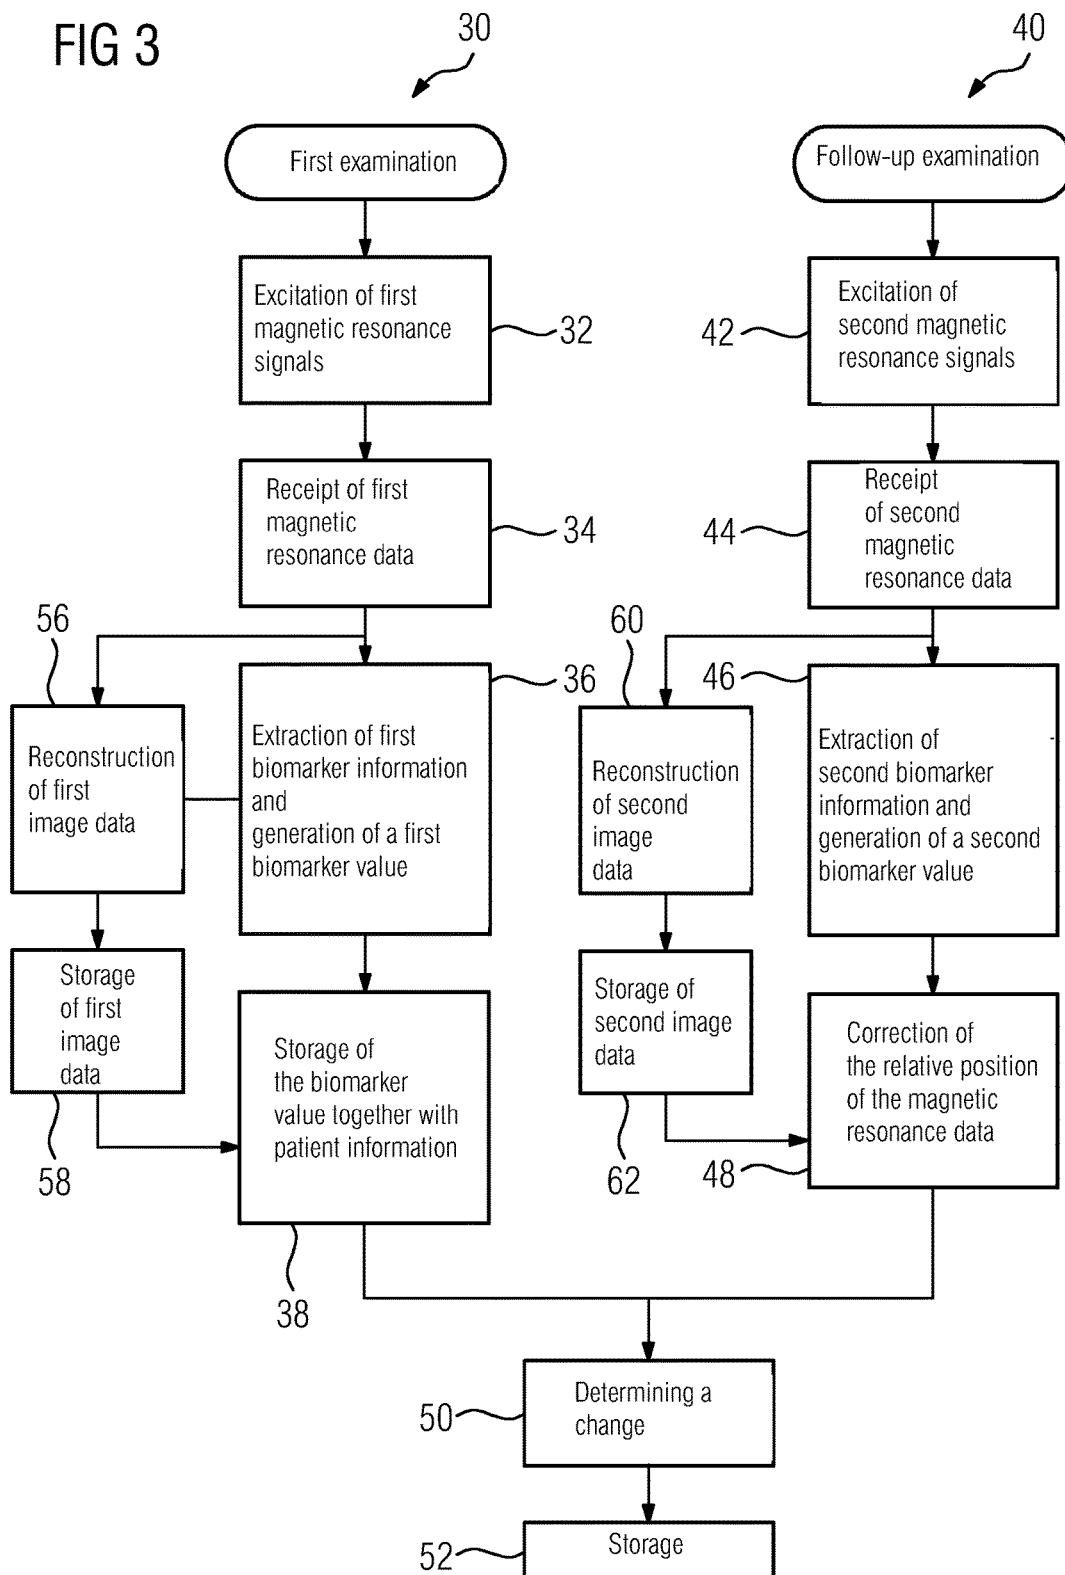 FIG 3
30
40
First examination
Follow-up examination
Excitation of first
magnetic resonance
signals
32
42
Excitation of
second magnetic
resonance signals
Receipt of first
magnetic
resonance data
34
44
Receipt
of second
magnetic
resonance data
56
Reconstruction
of first
image data
36
Extraction of first
biomarker information
and
generation of a first
biomarker value
60
Reconstruction
of second
image
data
46
Extraction of
second biomarker
information and
generation of a second
biomarker value
Storage
of first
image
data
58
Storage of
the biomarker
value together with
patient information
38
Storage of
second image
data
62
Correction of
the relative position
of the magnetic
resonance data
48
50
Determining a
change
52
Storage